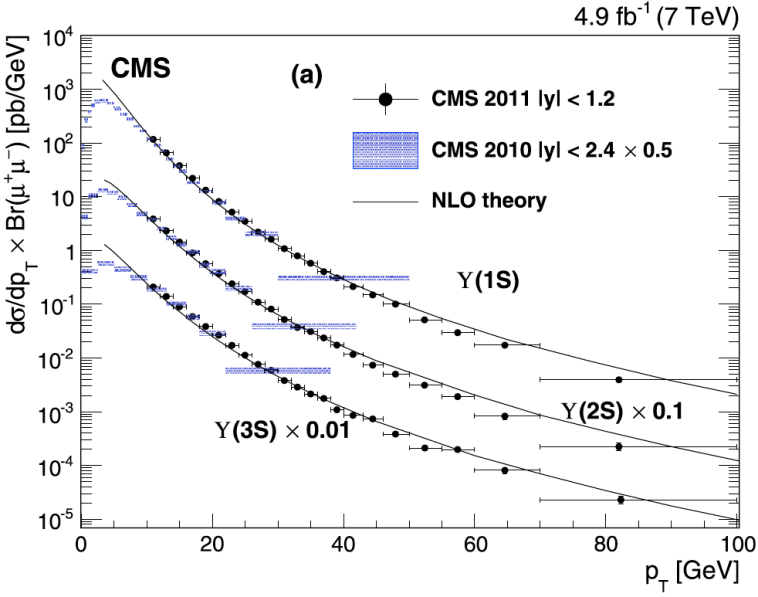 4.9 fb⁻¹ (7 TeV)
CMS
(a)
CMS 2011 |y| < 1.2
CMS 2010 |y| < 2.4 × 0.5
NLO theory
dσ/dp_T × Br(μ⁺μ⁻) [pb/GeV]
10⁴
10³
10²
10
1
10⁻¹
10⁻²
10⁻³
10⁻⁴
10⁻⁵
ϒ(1S)
ϒ(2S) × 0.1
ϒ(3S) × 0.01
0 20 40 60 80 100
p_T [GeV]